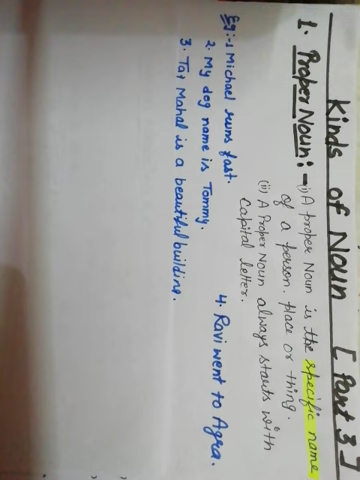 Kinds of Noun [Part 3]
1. Proper Noun:- (i) A proper Noun is the specific name
of a person. place or thing.
(ii) A Proper Noun always starts with
Capital letter.
Eg:-1 Michael runs fast.
2. My dog name is Tommy. 4. Ravi went to Agra.
3. Taj Mahal is a beautiful building.